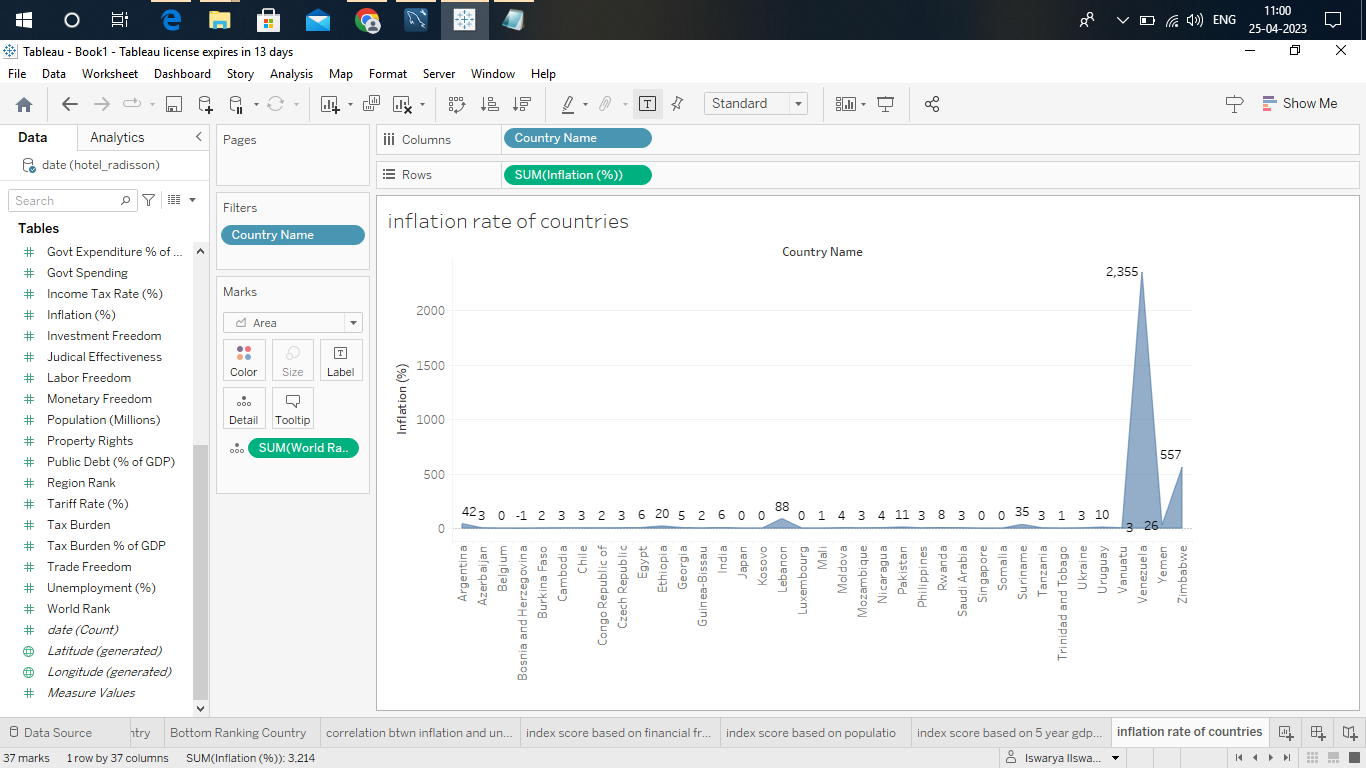 ENG
11:00
25-04-2023
Tableau - Book1 - Tableau license expires in 13 days
File Data Worksheet Dashboard Story Analysis Map Format Server Window Help
Standard
Show Me
Data Analytics
date (hotel_radisson)
Search
Tables
Govt Expenditure % of ...
Govt Spending
Income Tax Rate (%)
Inflation (%)
Investment Freedom
Judical Effectiveness
Labor Freedom
Monetary Freedom
Population (Millions)
Property Rights
Public Debt (% of GDP)
Region Rank
Tariff Rate (%)
Tax Burden
Tax Burden % of GDP
Trade Freedom
Unemployment (%)
World Rank
date (Count)
Latitude (generated)
Longitude (generated)
Measure Values
Pages
Filters
Country Name
Marks
Area
Color Size Label
Detail Tooltip
SUM(World Ra..
Columns Country Name
Rows SUM(Inflation (%))
inflation rate of countries
Country Name
Inflation (%)
2000
1500
1000
500
0
42 3 0 -1 2 3 3 2 3 6 20 5 2 6 0 0 88 0 1 4 3 4 11 3 8 3 0 0 35 3 1 3 10 3 2,355 26 557
Argentina
Azerbaijan
Belgium
Bosnia and Herzegovina
Burkina Faso
Cambodia
Chile
Congo Republic of
Czech Republic
Egypt
Ethiopia
Georgia
Guinea-Bissau
India
Japan
Kosovo
Lebanon
Luxembourg
Mali
Moldova
Mozambique
Nicaragua
Pakistan
Philippines
Rwanda
Saudi Arabia
Singapore
Somalia
Suriname
Tanzania
Trinidad and Tobago
Ukraine
Uruguay
Vanuatu
Venezuela
Yemen
Zimbabwe
Data Source ntry Bottom Ranking Country correlation btwn inflation and un... index score based on financial fr... index score based on populatio index score based on 5 year gdp... inflation rate of countries
37 marks 1 row by 37 columns SUM(Inflation (%)): 3,214 Iswarya IIswa...